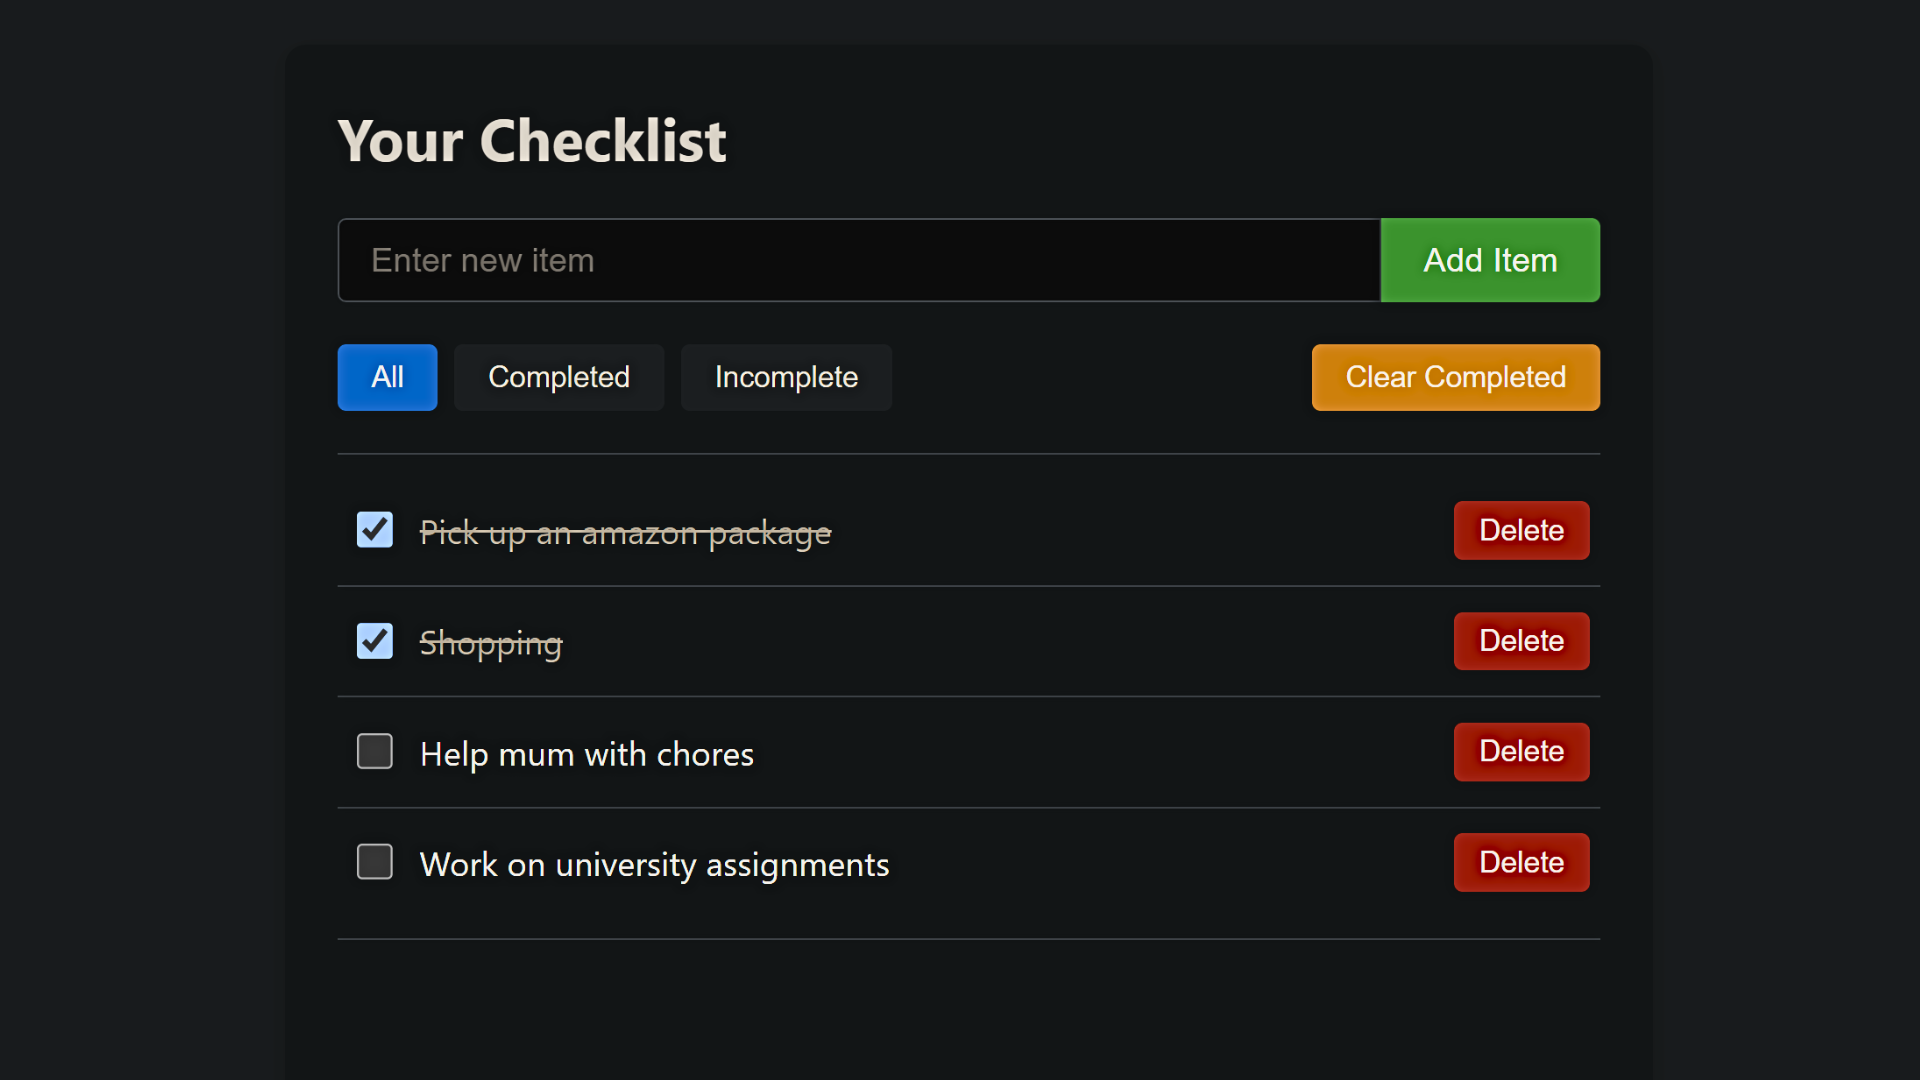 Your Checklist
Enter new item
Add Item
All
Completed
Incomplete
Clear Completed
Pick up an amazon package
Delete
Shopping
Delete
Help mum with chores
Delete
Work on university assignments
Delete